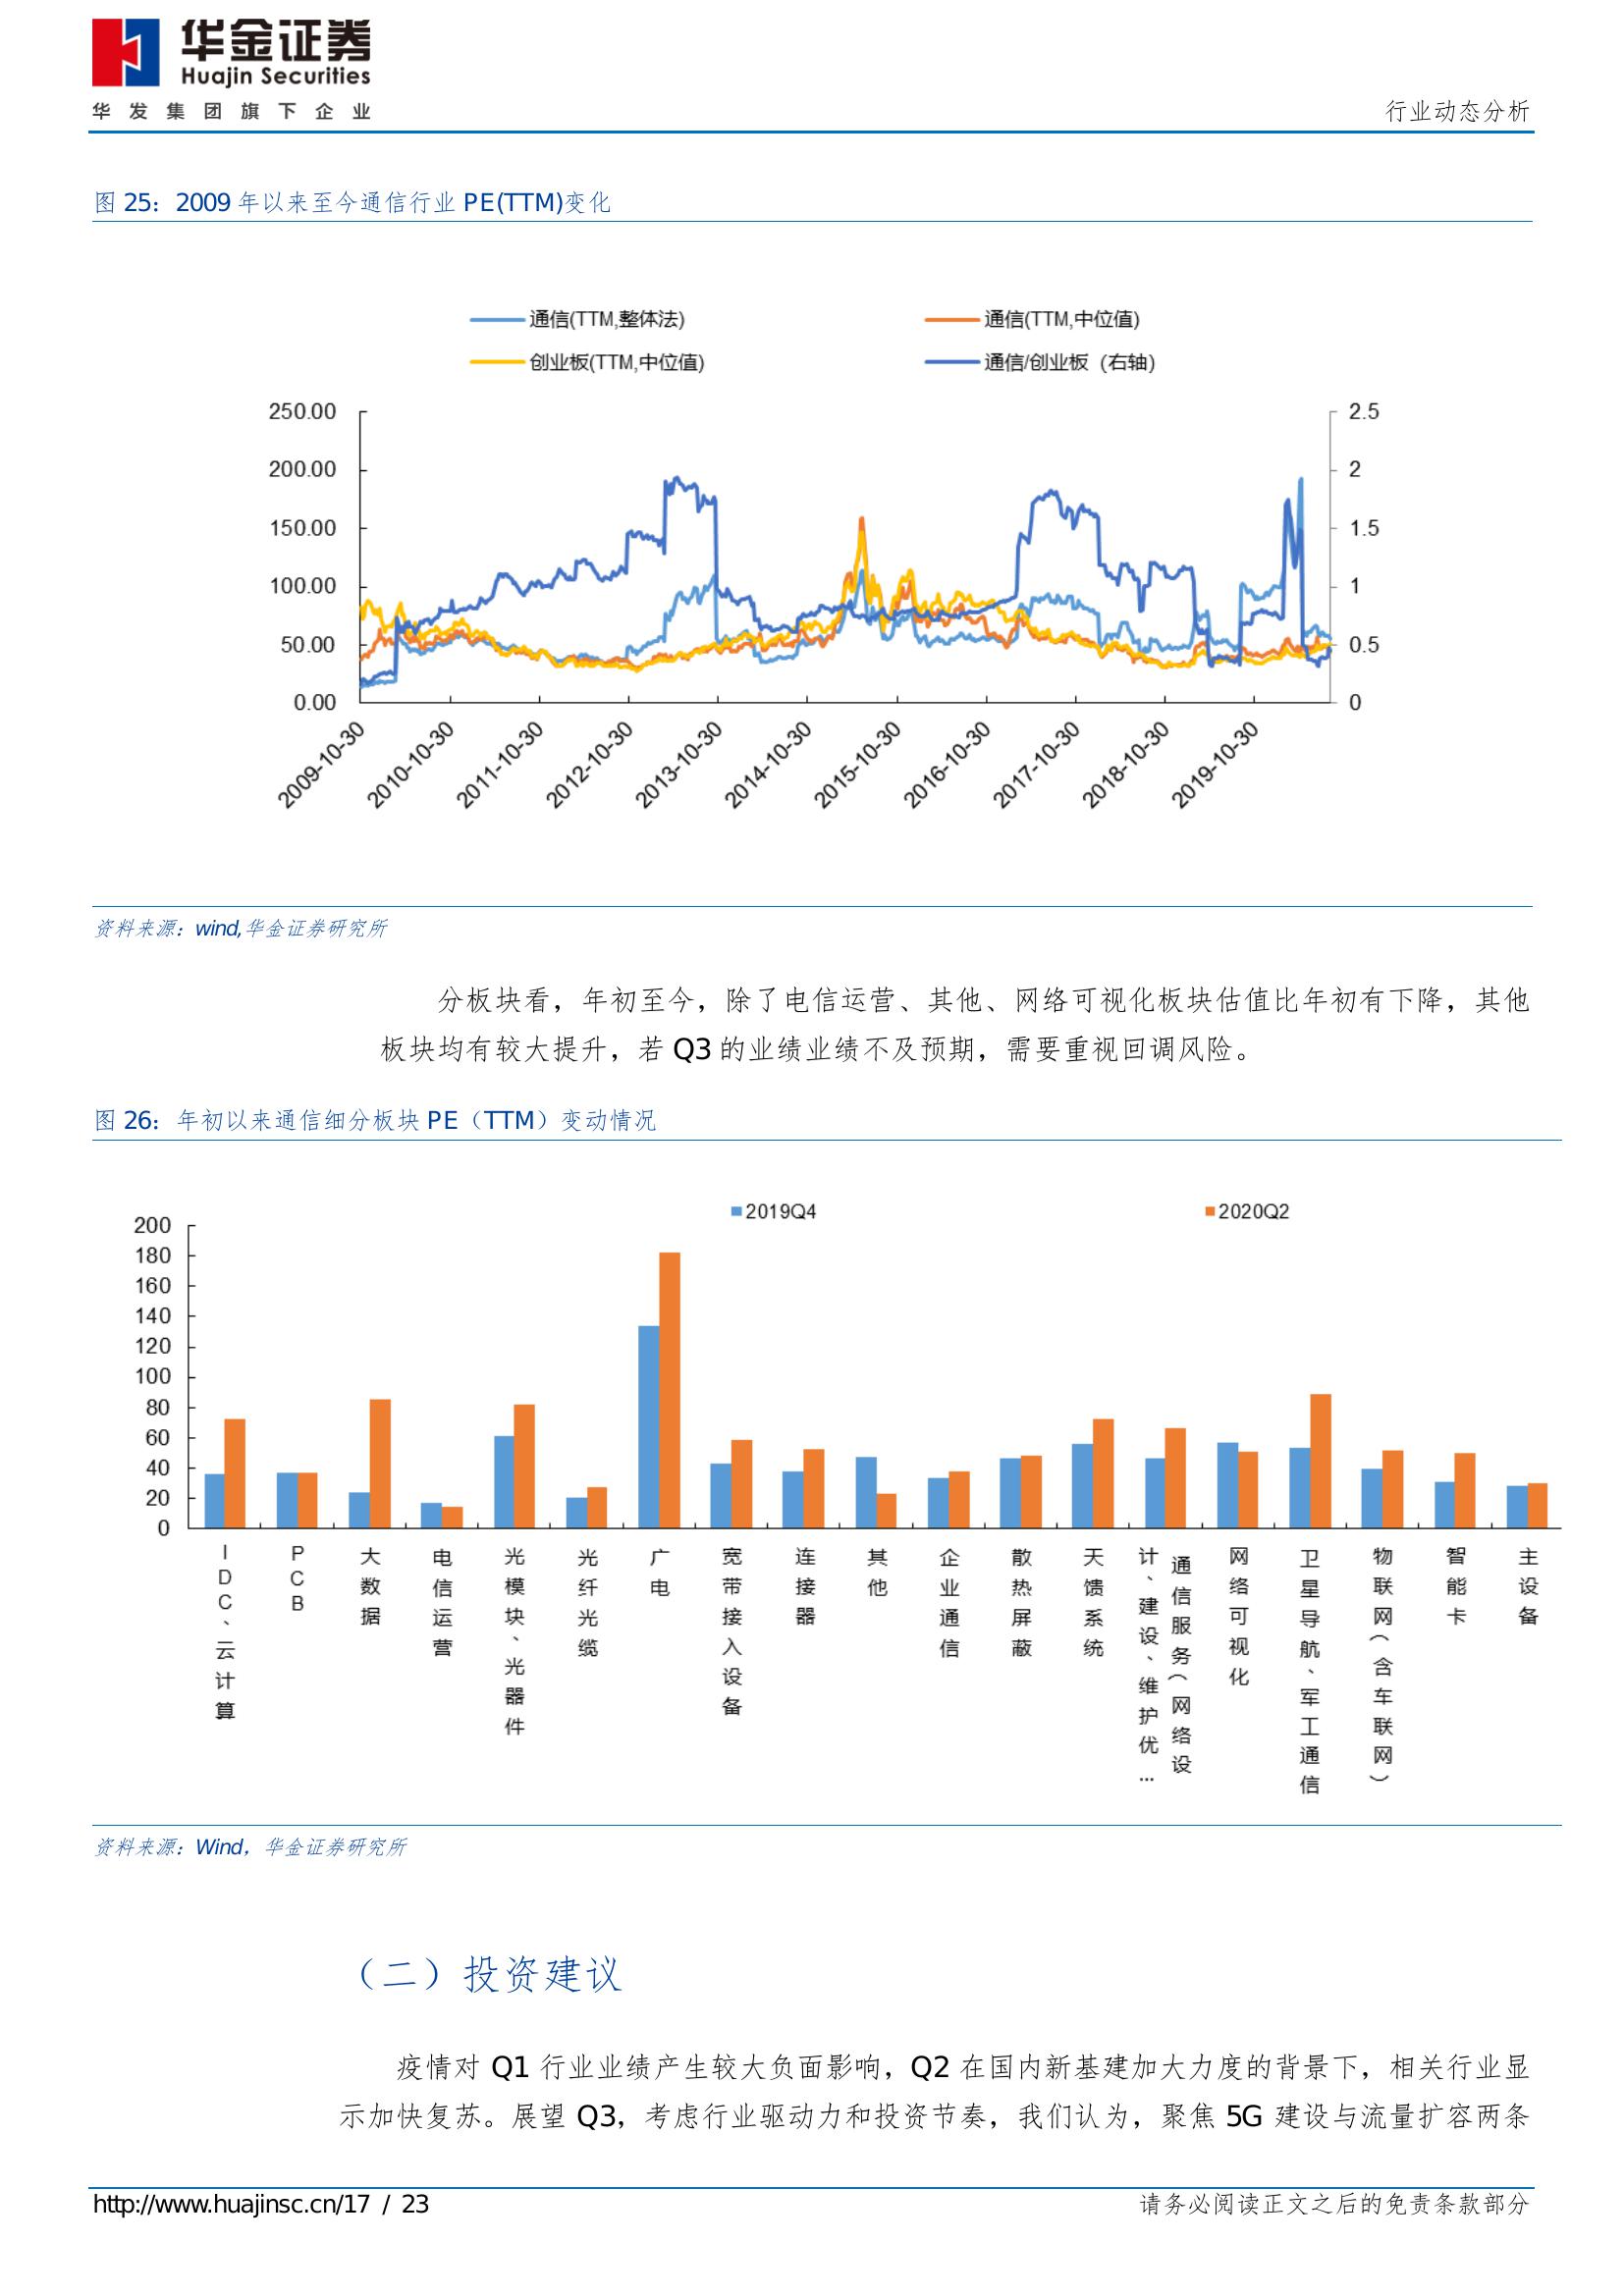 华金证券
Huajin Securities
华发集团旗下企业
行业动态分析
图 25：2009 年以来至今通信行业 PE(TTM)变化
通信(TTM,整体法)
通信(TTM,中位值)
创业板(TTM,中位值)
通信/创业板（右轴）
250.00
200.00
150.00
100.00
50.00
0.00
2.5
2
1.5
1
0.5
0
2009-10-30
2010-10-30
2011-10-30
2012-10-30
2013-10-30
2014-10-30
2015-10-30
2016-10-30
2017-10-30
2018-10-30
2019-10-30
资料来源：wind,华金证券研究所
分板块看，年初至今，除了电信运营、其他、网络可视化板块估值比年初有下降，其他
板块均有较大提升，若 Q3 的业绩业绩不及预期，需要重视回调风险。
图 26：年初以来通信细分板块 PE（TTM）变动情况
2019Q4
2020Q2
200
180
160
140
120
100
80
60
40
20
0
IDC、云计算
PCB
大数据
电信运营
光模块、光器件
光纤光缆
广电
宽带接入设备
连接器
其他
企业通信
散热屏蔽
天馈系统
通信服务（网络设
计、建设、维护优…
网络可视化
卫星导航、军工通信
物联网（含车联网）
智能卡
主设备
资料来源：Wind，华金证券研究所
（二）投资建议
疫情对 Q1 行业业绩产生较大负面影响，Q2 在国内新基建加大力度的背景下，相关行业显
示加快复苏。展望 Q3，考虑行业驱动力和投资节奏，我们认为，聚焦 5G 建设与流量扩容两条
http://www.huajinsc.cn/17 / 23
请务必阅读正文之后的免责条款部分